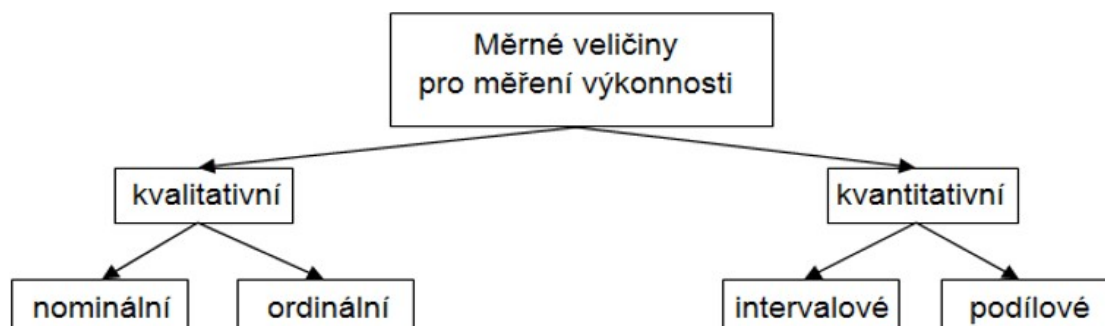 Měrné veličiny
pro měření výkonnosti
kvalitativní
kvantitativní
nominální
ordinální
intervalové
podílové